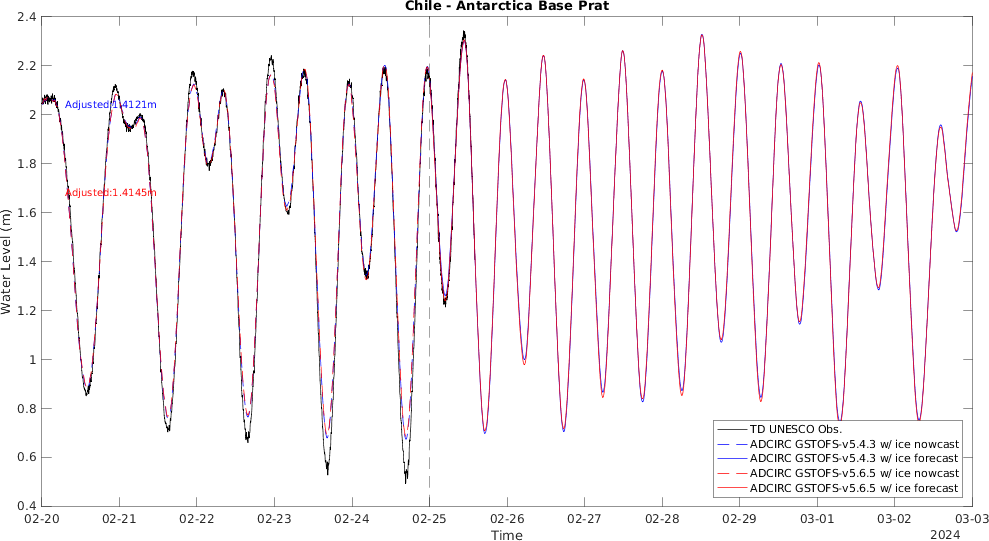 Chile - Antarctica Base Prat
2.4
2.2
2
1.8
1.6
1.4
1.2
1
0.8
0.6
0.4
Water Level (m)
Adjusted:1.4121m
Adjusted:1.4145m
TD UNESCO Obs.
ADCIRC GSTOFS-v5.4.3 w/ ice nowcast
ADCIRC GSTOFS-v5.4.3 w/ ice forecast
ADCIRC GSTOFS-v5.6.5 w/ ice nowcast
ADCIRC GSTOFS-v5.6.5 w/ ice forecast
02-20 02-21 02-22 02-23 02-24 02-25 02-26 02-27 02-28 02-29 03-01 03-02 03-03
Time
2024